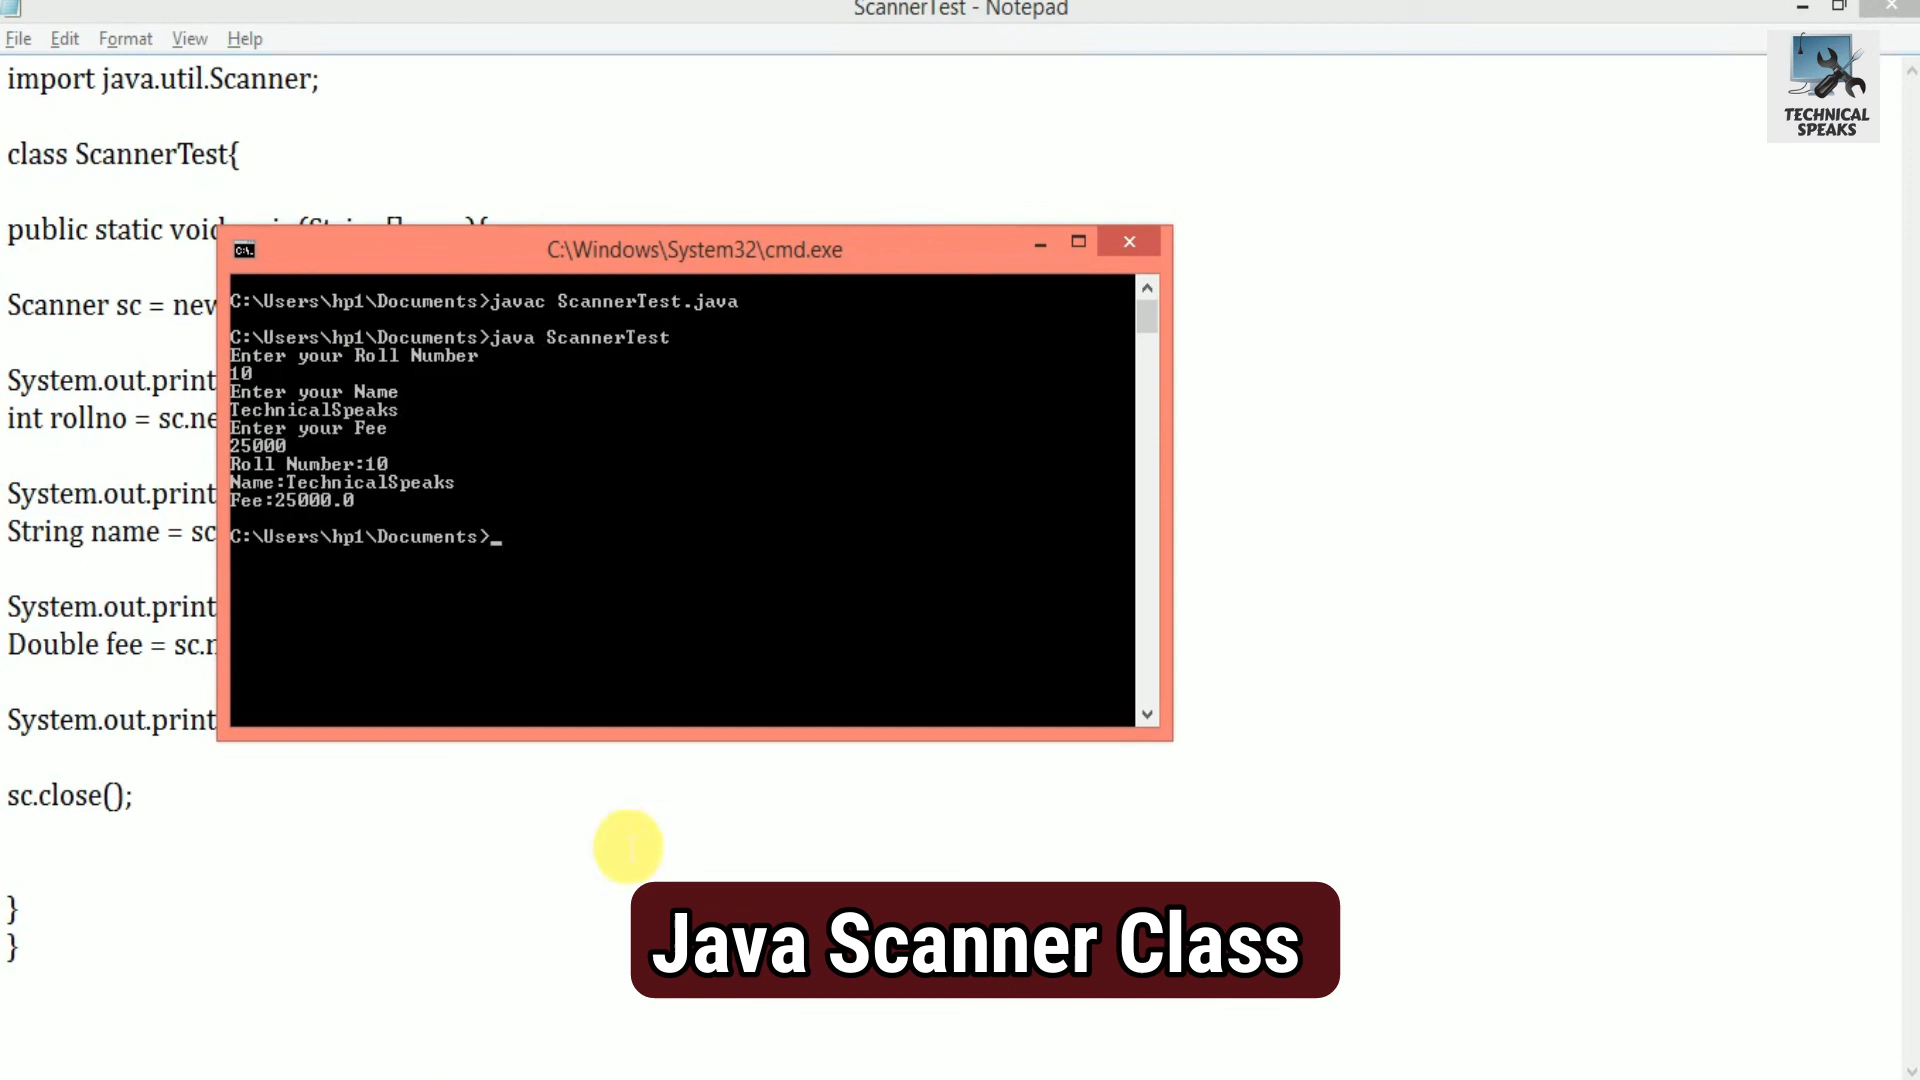 ScannerTest - Notepad
File Edit Format View Help
TECHNICAL
SPEAKS
import java.util.Scanner;
class ScannerTest{
public static void
Scanner sc = new
System.out.print
int rollno = sc.ne
System.out.print
String name = sc
System.out.print
Double fee = sc.n
System.out.print
sc.close();
}
}
C:\Windows\System32\cmd.exe
C:\Users\hp1\Documents>javac ScannerTest.java
C:\Users\hp1\Documents>java ScannerTest
Enter your Roll Number
10
Enter your Name
TechnicalSpeaks
Enter your Fee
25000
Roll Number:10
Name:TechnicalSpeaks
Fee:25000.0
C:\Users\hp1\Documents>_
Java Scanner Class